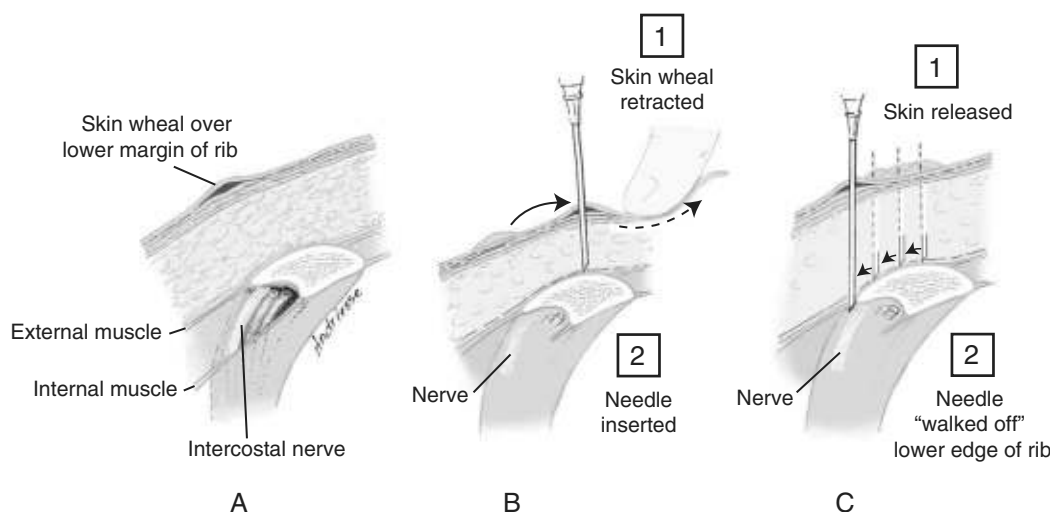 Skin wheal over
lower margin of rib
External muscle
Internal muscle
Intercostal nerve
A
1
Skin wheal
retracted
Nerve
2
Needle
inserted
B
1
Skin released
Nerve
2
Needle
“walked off”
lower edge of rib
C